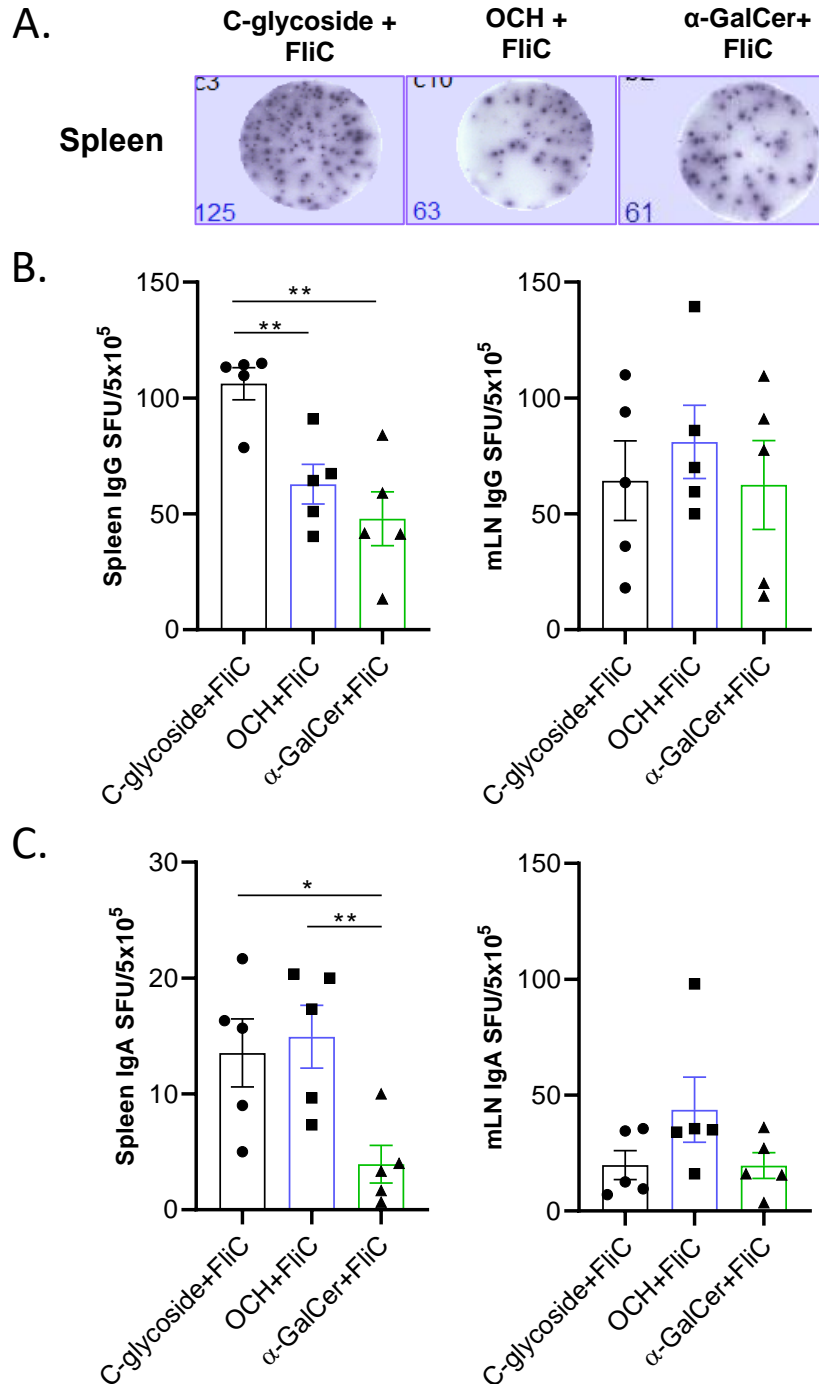 A.
C-glycoside + FliC
OCH + FliC
α-GalCer+ FliC
Spleen
c3
125
c10
63
61
B.
Spleen IgG SFU/5x10⁵
150
100
50
0
**
**
C-glycoside+FliC
OCH+FliC
α-GalCer+FliC
mLN IgG SFU/5x10⁵
150
100
50
0
C-glycoside+FliC
OCH+FliC
α-GalCer+FliC
C.
Spleen IgA SFU/5x10⁵
30
20
10
0
*
**
C-glycoside+FliC
OCH+FliC
α-GalCer+FliC
mLN IgA SFU/5x10⁵
150
100
50
0
C-glycoside+FliC
OCH+FliC
α-GalCer+FliC